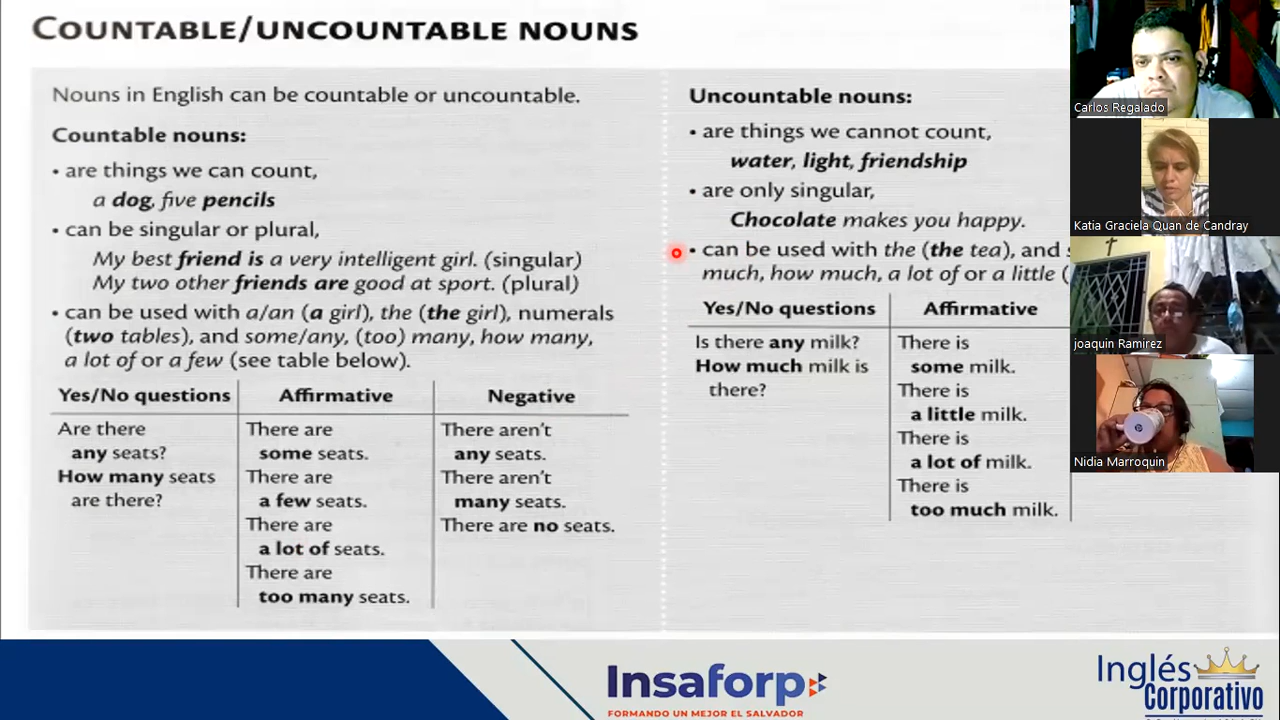 COUNTABLE/UNCOUNTABLE NOUNS
Nouns in English can be countable or uncountable.
Countable nouns:
• are things we can count,
a dog, five pencils
• can be singular or plural,
My best friend is a very intelligent girl. (singular)
My two other friends are good at sport. (plural)
• can be used with a/an (a girl), the (the girl), numerals
(two tables), and some/any, (too) many, how many,
a lot of or a few (see table below).
Yes/No questions Affirmative Negative
Are there
any seats?
How many seats
are there?
There are
some seats.
There are
a few seats.
There are
a lot of seats.
There are
too many seats.
There aren't
any seats.
There aren't
many seats.
There are no seats.
Uncountable nouns:
• are things we cannot count,
water, light, friendship
• are only singular,
Chocolate makes you happy.
• can be used with the (the tea), and
much, how much, a lot of or a little (
Yes/No questions Affirmative
Is there any milk?
How much milk is
there?
There is
some milk.
There is
a little milk.
There is
a lot of milk.
There is
too much milk.
Carlos Regalado
Katia Graciela Quan de Candray
joaquin Ramirez
Nidia Marroquin
Insaforp
FORMANDO UN MEJOR EL SALVADOR
Inglés
Corporativo